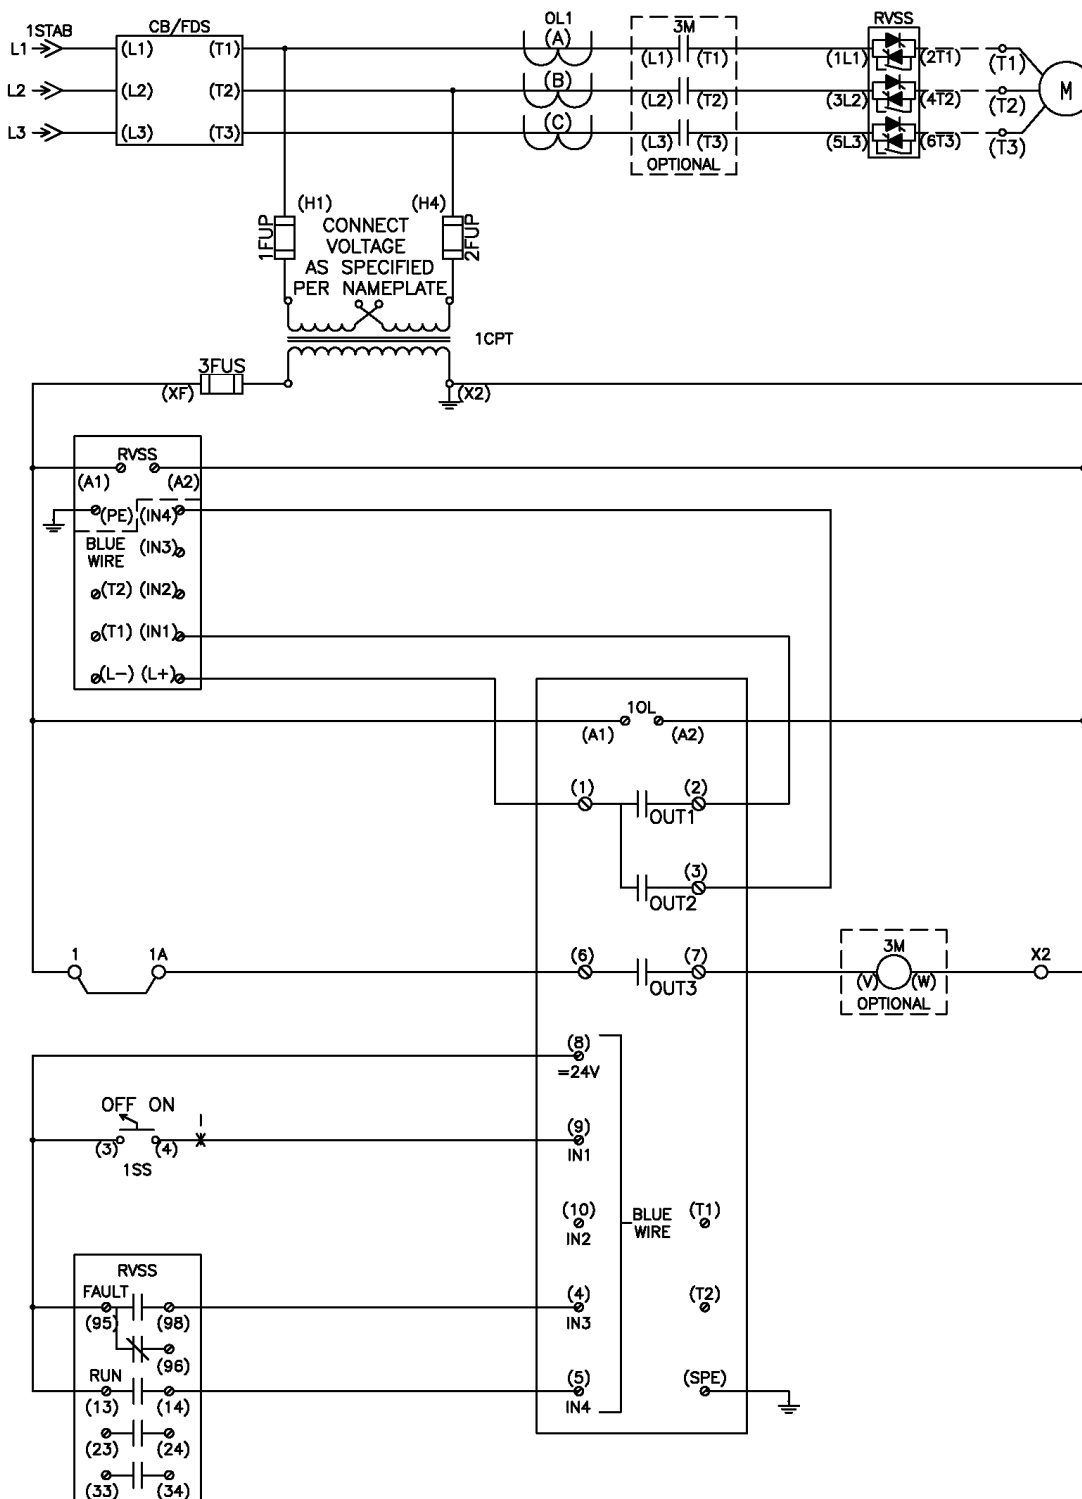 1STAB CB/FDS OL1 3M RVSS
L1 (L1) (T1) (A) (L1) (T1) (1L1) (2T1) (T1)
L2 (L2) (T2) (B) (L2) (T2) (3L2) (4T2) (T2) M
L3 (L3) (T3) (C) (L3) (T3) (5L3) (6T3) (T3)
OPTIONAL
(H1) (H4)
1FUP 2FUP
CONNECT
VOLTAGE
AS SPECIFIED
PER NAMEPLATE
1CPT
3FUS
(XF) (X2)
RVSS
(A1) (A2)
(PE) (IN4)
BLUE
WIRE
(IN3)
(T2) (IN2)
(T1) (IN1)
(L-) (L+)
1OL
(A1) (A2)
(1) (2)
OUT1
(3)
OUT2
1 1A (6) (7) 3M X2
OUT3 (V) (W)
OPTIONAL
(8)
=24V
OFF ON
(3) (4)
1SS
(9)
IN1
(10)
IN2
BLUE
WIRE
(T1)
RVSS
FAULT
(95) (98)
(96)
(4)
IN3
(T2)
RUN
(13) (14)
(5)
IN4
(SPE)
(23) (24)
(33) (34)